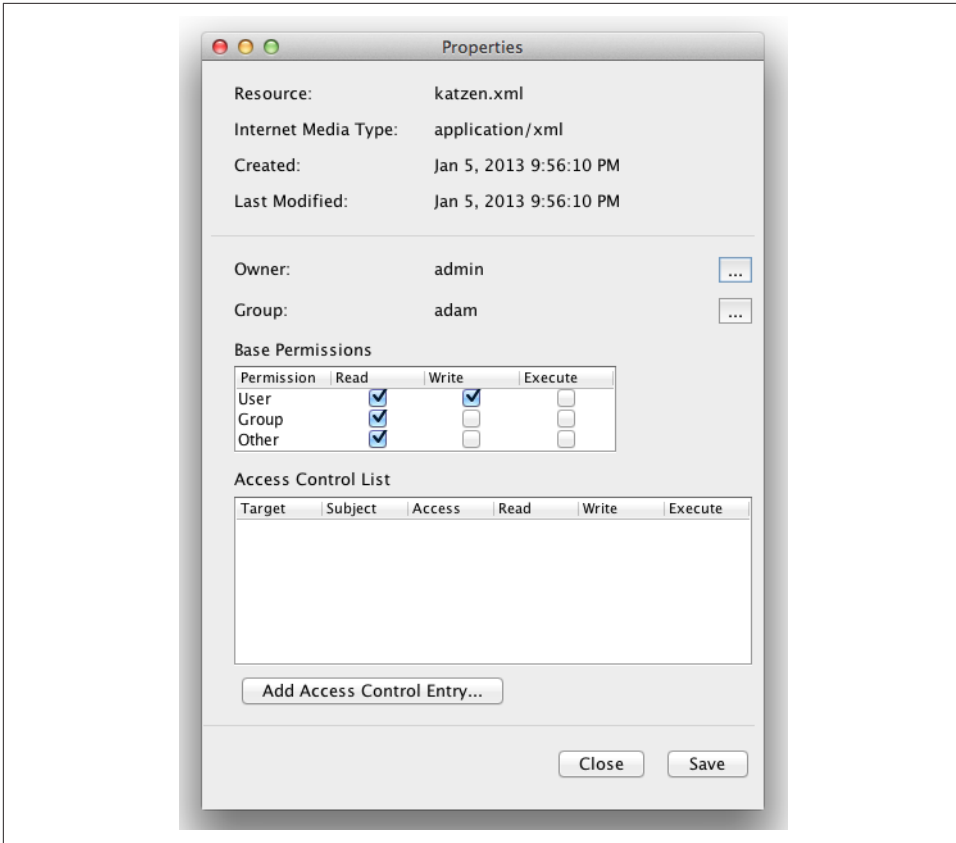 Properties
Resource: katzen.xml
Internet Media Type: application/xml
Created: Jan 5, 2013 9:56:10 PM
Last Modified: Jan 5, 2013 9:56:10 PM
Owner: admin ...
Group: adam ...
Base Permissions
Permission Read Write Execute
User
Group
Other
Access Control List
Target Subject Access Read Write Execute
Add Access Control Entry...
Close Save